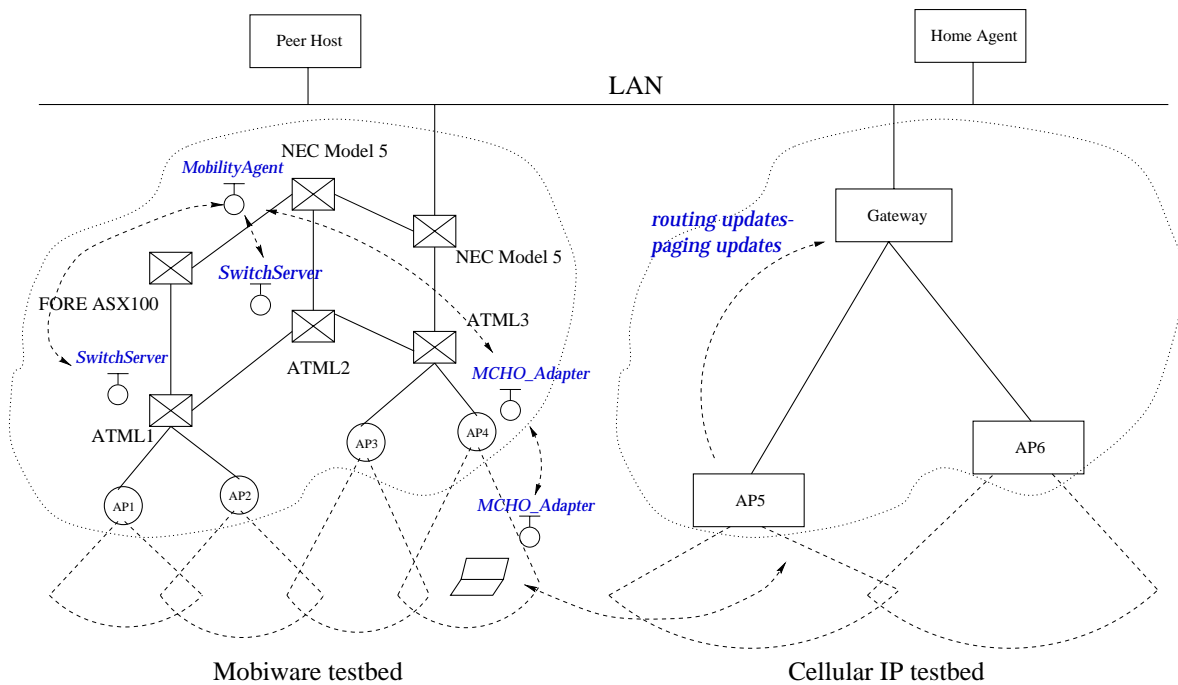 Peer Host
Home Agent
LAN
NEC Model 5
MobilityAgent
Gateway
routing updates-
paging updates
NEC Model 5
SwitchServer
FORE ASX100
ATML3
SwitchServer
ATML2
MCHO_Adapter
ATML1
AP3
AP4
AP6
AP1
AP2
MCHO_Adapter
AP5
Mobiware testbed
Cellular IP testbed